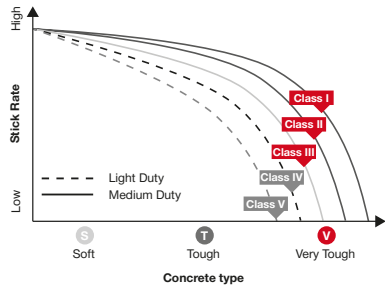 High
Stick Rate
Low
Class I
Class II
Class III
Class IV
Class V
Light Duty
Medium Duty
S
T
V
Soft
Tough
Very Tough
Concrete type